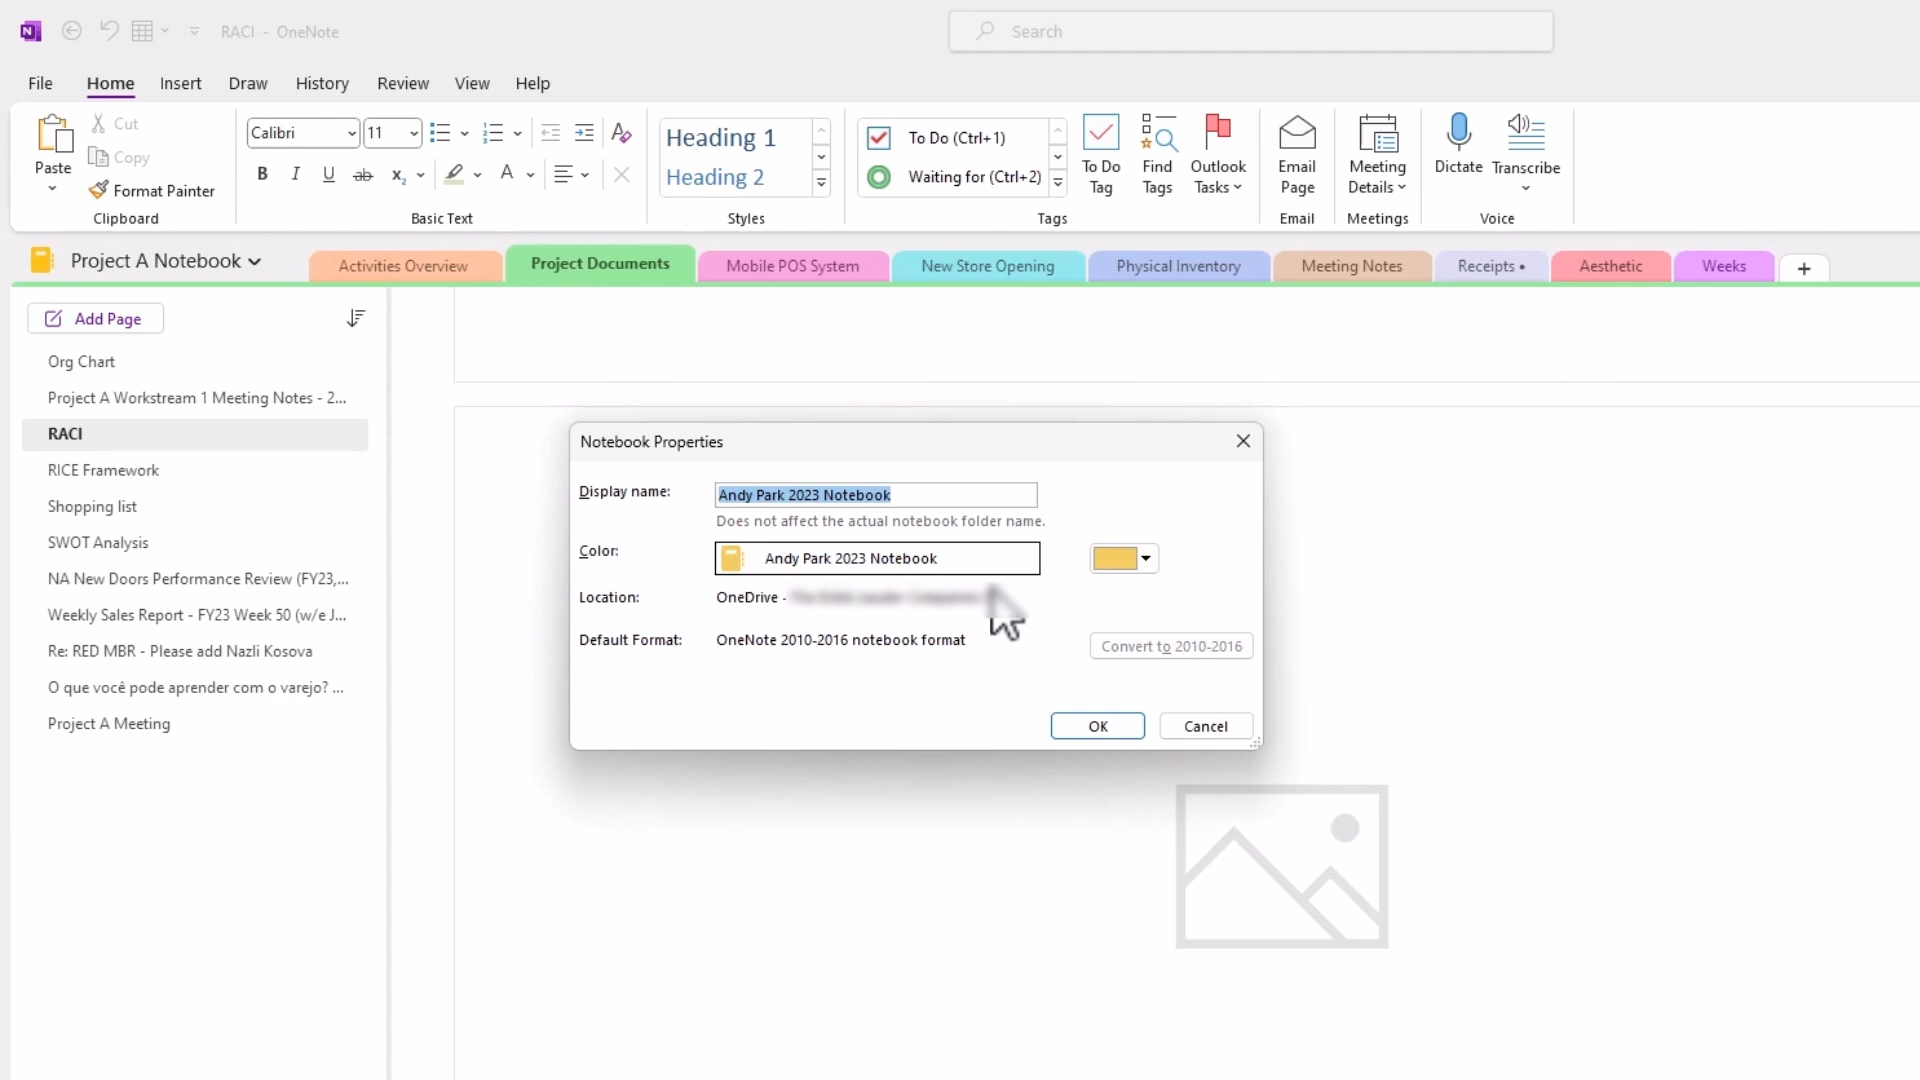 RACI - OneNote
Search
File Home Insert Draw History Review View Help
Paste
Cut
Copy
Format Painter
Clipboard
Calibri 11
B I U ab x₂ A
Basic Text
Heading 1
Heading 2
Styles
To Do (Ctrl+1)
Waiting for (Ctrl+2)
To Do
Tag
Find
Tags
Outlook
Tasks
Tags
Email
Page
Email
Meeting
Details
Meetings
Dictate
Transcribe
Voice
Project A Notebook
Activities Overview Project Documents Mobile POS System New Store Opening Physical Inventory Meeting Notes Receipts • Aesthetic Weeks +
Add Page
Org Chart
Project A Workstream 1 Meeting Notes - 2...
RACI
RICE Framework
Shopping list
SWOT Analysis
NA New Doors Performance Review (FY23,...
Weekly Sales Report - FY23 Week 50 (w/e J...
Re: RED MBR - Please add Nazli Kosova
O que você pode aprender com o varejo? ...
Project A Meeting
Notebook Properties
Display name: Andy Park 2023 Notebook
Does not affect the actual notebook folder name.
Color: Andy Park 2023 Notebook
Location: OneDrive -
Default Format: OneNote 2010-2016 notebook format
Convert to 2010-2016
OK Cancel